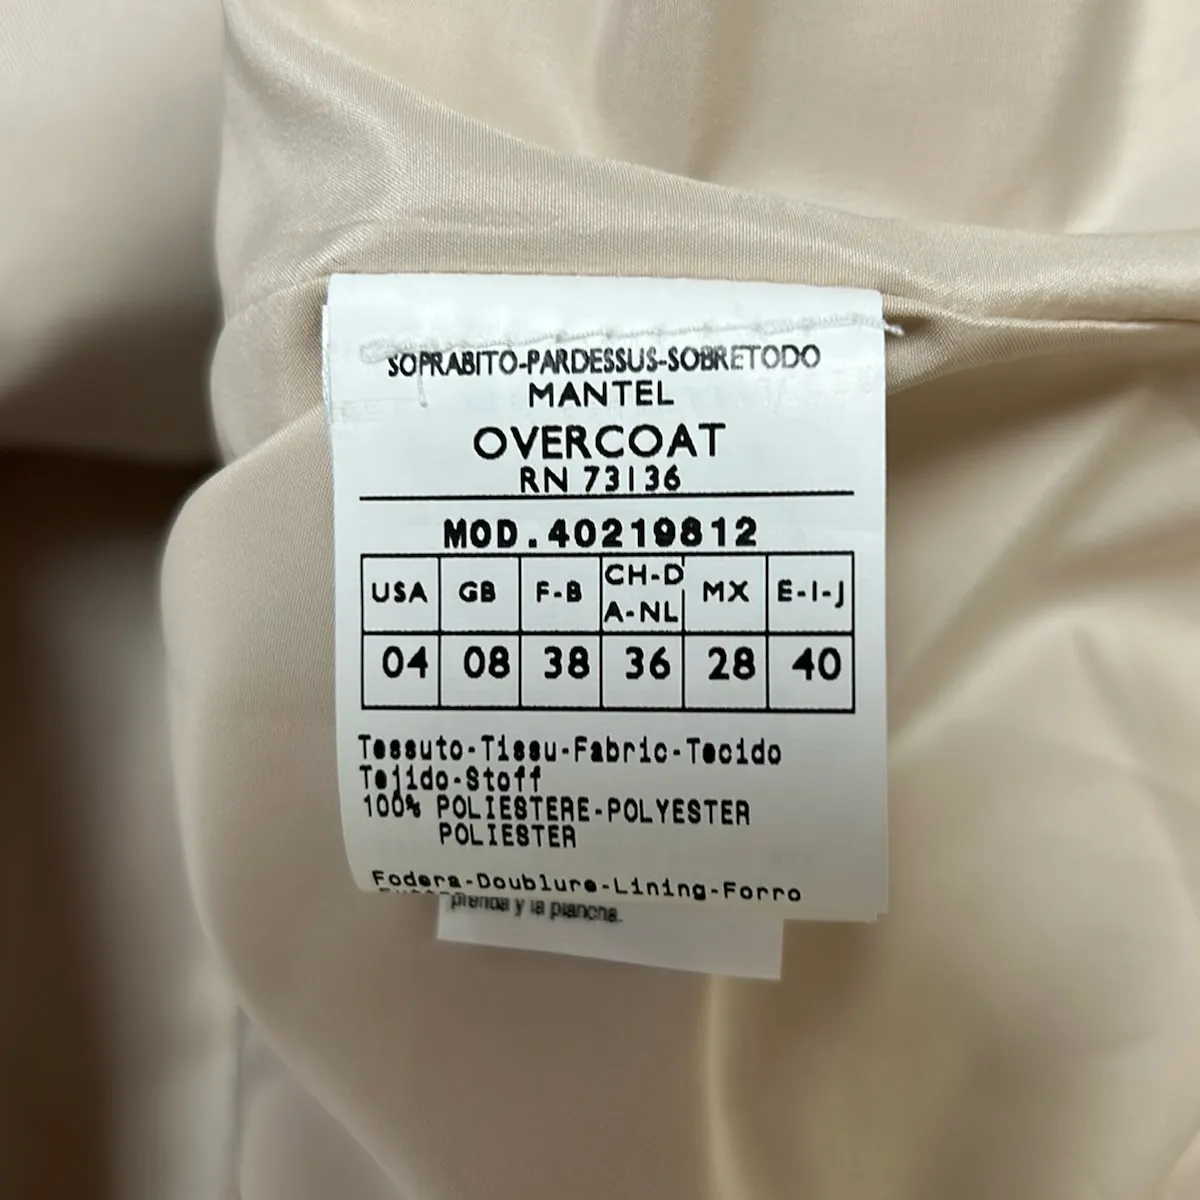 SOPRABITO-PARDESSUS-SOBRETODO
MANTEL
OVERCOAT
RN 73136
MOD.40219812
USA GB F-B CH-D A-NL MX E-I-J
04 08 38 36 28 40
Tessuto-Tissu-Fabric-Tecido
Tejido-Stoff
100% POLIESTERE-POLYESTER
POLIESTER
Fodera-Doublure-Lining-Forro
prenda y la plancha.